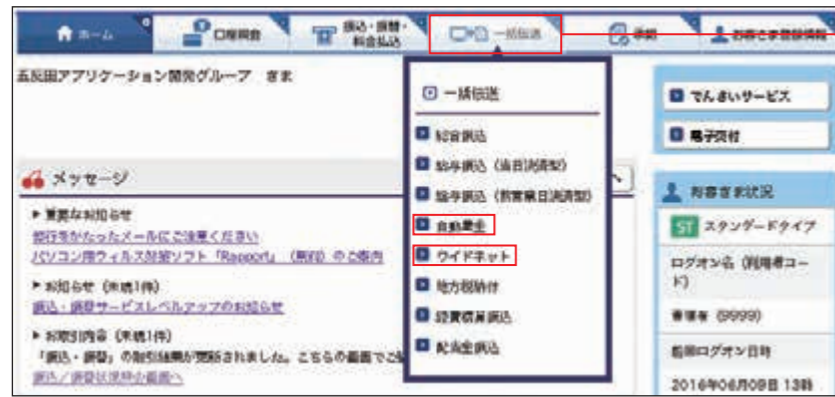 ホーム
口座照会
振込・振替・
料金払込
一括伝送
承認
お客さま登録情報
五反田アプリケーション開発グループ さま
一括伝送
総合振込
給与振込（当日決済型）
給与振込（前営業日決済型）
自動集金
ワイドネット
地方税納付
経費精算振込
配当金振込
でんさいサービス
電子交付
メッセージ
へ
▶ 重要なお知らせ
銀行をかたったメールにご注意ください
パソコン用ウィルス対策ソフト「Rapport」（無料）のご案内
▶ お知らせ（未読1件）
振込・振替サービスレベルアップのお知らせ
▶ お取引内容（未読1件）
「振込・振替」の取引結果が更新されました。こちらの画面でご
振込／振替状況照会画面へ
お客さま状況
ST スタンダードタイプ
ログオン名（利用者コー
ド）
管理者 (9999)
前回ログオン日時
2016年06月09日 13時